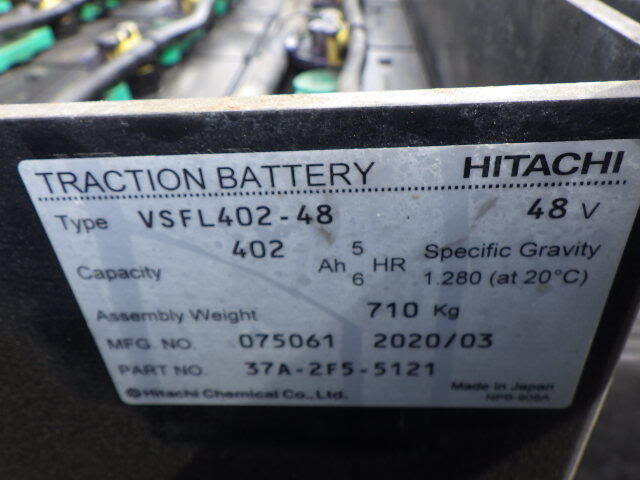 TRACTION BATTERY HITACHI
Type VSFL402-48 48 V
Capacity 402 Ah 5 6 HR Specific Gravity
1.280 (at 20°C)
Assembly Weight 710 Kg
MFG. NO. 075061 2020/03
PART NO. 37A-2F5-5121
©Hitachi Chemical Co., Ltd. Made in Japan